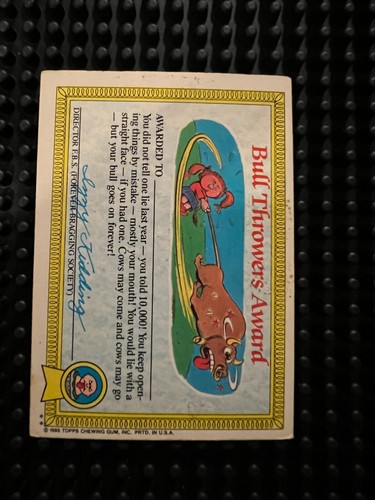 Bull Throwers Award
AWARDED TO
You did not tell one lie last year — you told 10,000! You keep open-
ing things by mistake — mostly your mouth! You would lie with a
straight face — if you had one. Cows may come and cows may go
— but your bull goes on forever!
DIRECTOR F.B.S. (FOREVER BRAGGING SOCIETY)
** © 1985 TOPPS CHEWING GUM, INC. PRTD. IN U.S.A.